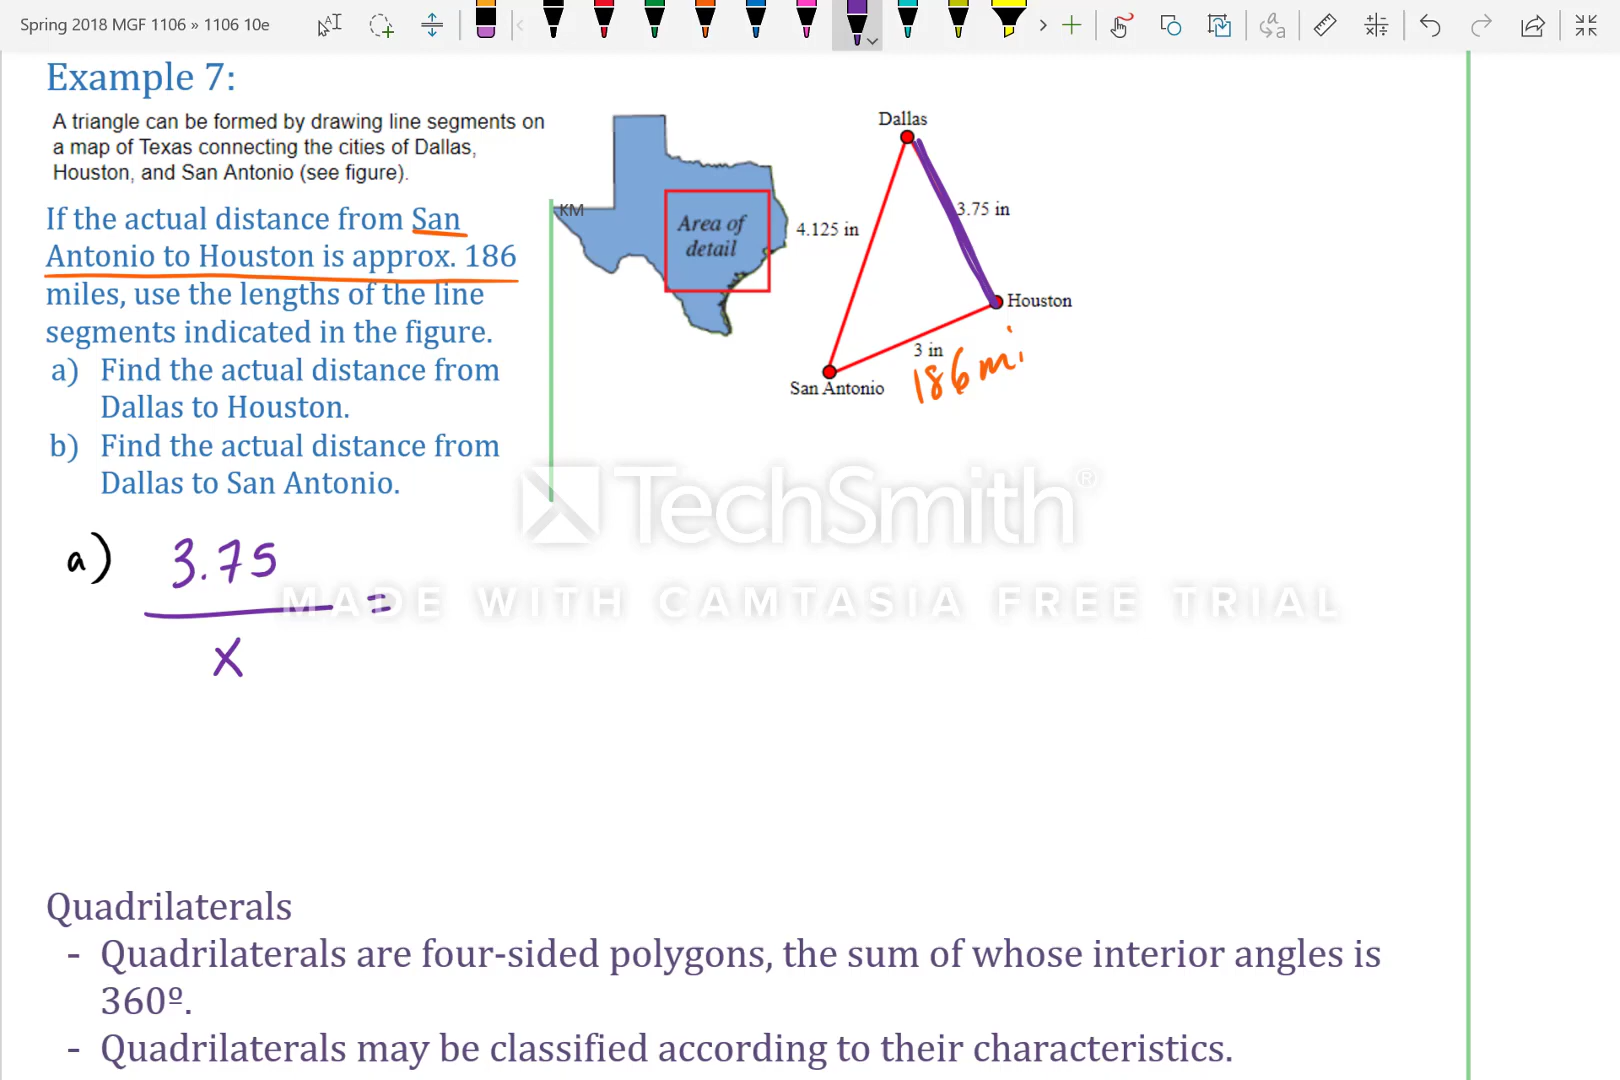 Spring 2018 MGF 1106 » 1106 10e
Example 7:
A triangle can be formed by drawing line segments on
a map of Texas connecting the cities of Dallas,
Houston, and San Antonio (see figure).
If the actual distance from San
Antonio to Houston is approx. 186
miles, use the lengths of the line
segments indicated in the figure.
a) Find the actual distance from
Dallas to Houston.
b) Find the actual distance from
Dallas to San Antonio.
KM
Area of
detail
Dallas
4.125 in
3.75 in
Houston
3 in
186 mi
San Antonio
TechSmith®
MADE WITH CAMTASIA FREE TRIAL
a) 3.75
=
x
Quadrilaterals
- Quadrilaterals are four-sided polygons, the sum of whose interior angles is
360º.
- Quadrilaterals may be classified according to their characteristics.